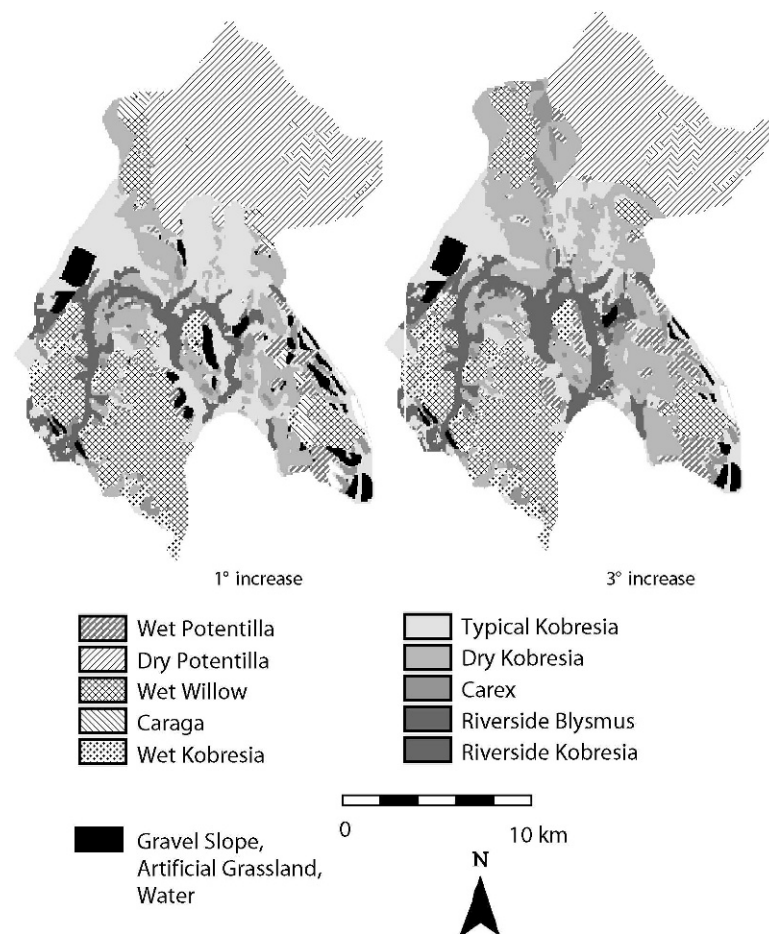 1° increase
3° increase
Wet Potentilla
Dry Potentilla
Wet Willow
Caraga
Wet Kobresia
Typical Kobresia
Dry Kobresia
Carex
Riverside Blysmus
Riverside Kobresia
Gravel Slope,
Artificial Grassland,
Water
0
10 km
N